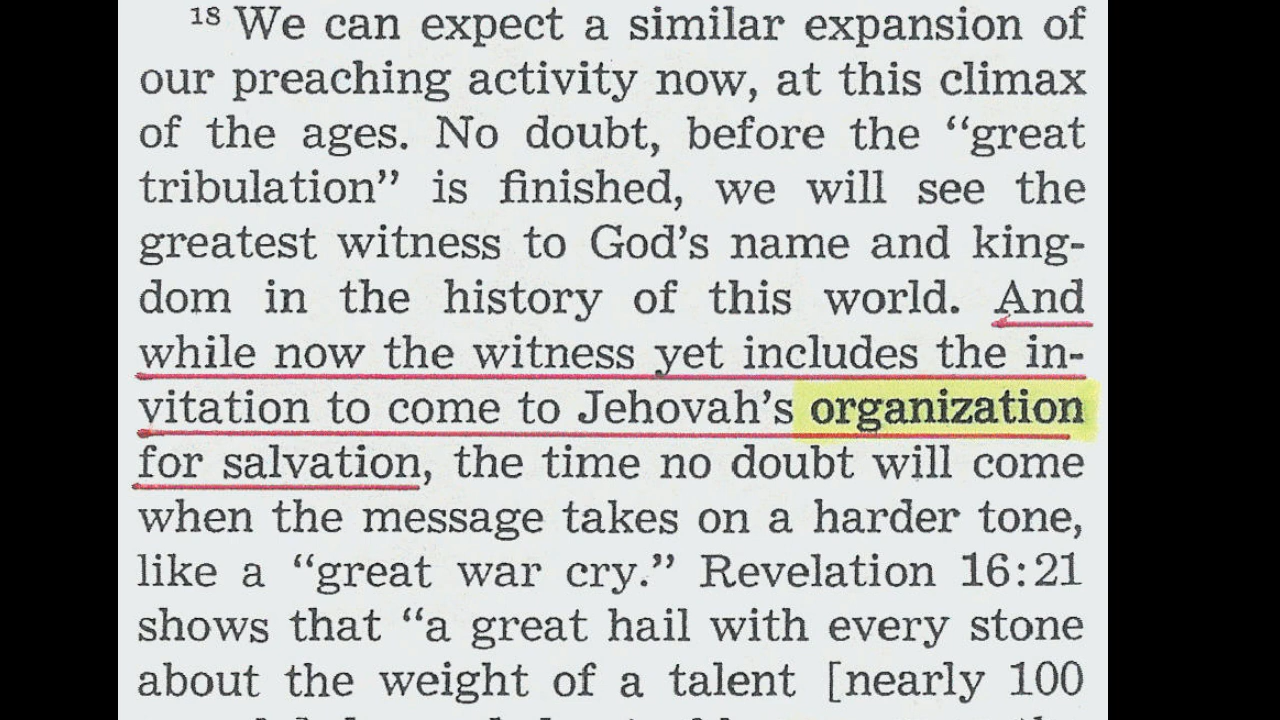 ¹⁸ We can expect a similar expansion of
our preaching activity now, at this climax
of the ages. No doubt, before the “great
tribulation” is finished, we will see the
greatest witness to God’s name and king-
dom in the history of this world. And
while now the witness yet includes the in-
vitation to come to Jehovah’s organization
for salvation, the time no doubt will come
when the message takes on a harder tone,
like a “great war cry.” Revelation 16:21
shows that “a great hail with every stone
about the weight of a talent [nearly 100